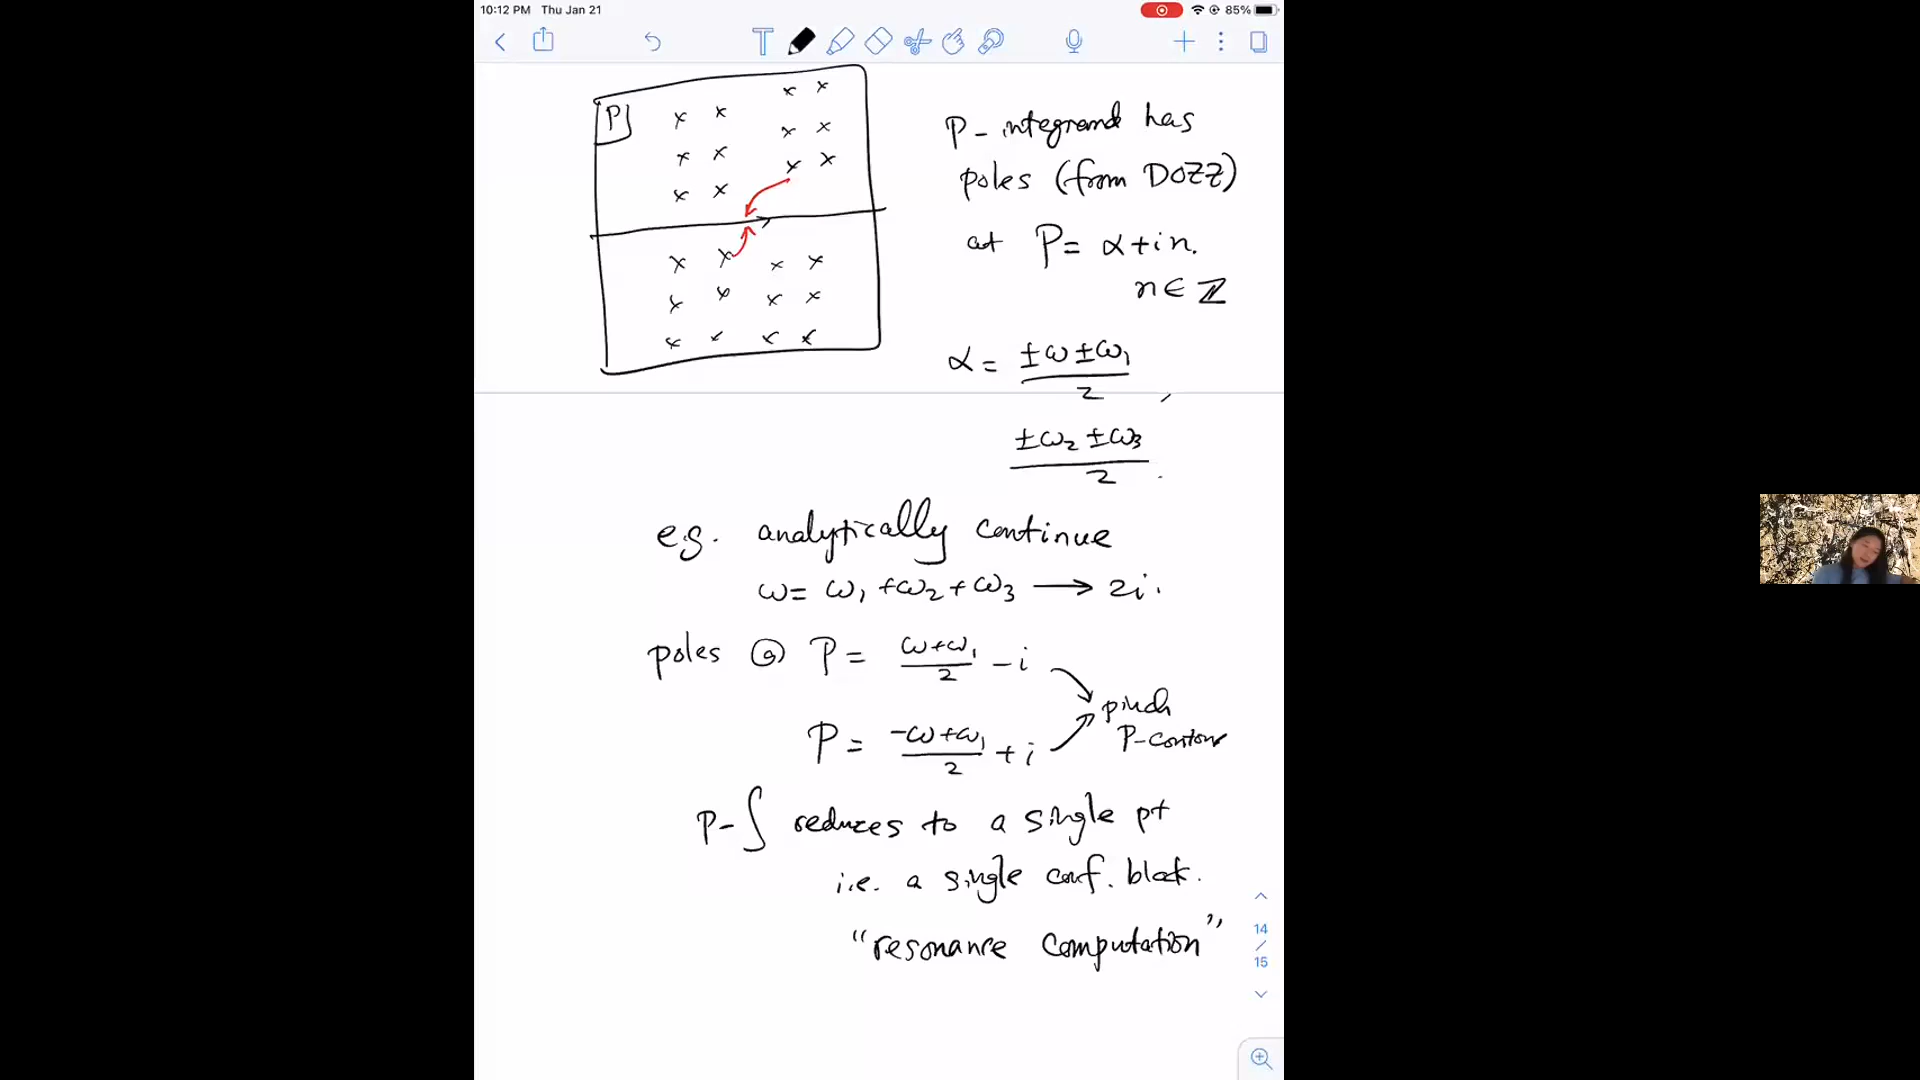 10:12 PM Thu Jan 21
85%
P
P-integrand has
poles (from DOZZ)
at P = α+in.
n ∈ ℤ
α = ±ω±ω₁ / 2 ,
±ω₂ ±ω₃ / 2 .
e.g. analytically continue
ω = ω₁ + ω₂ + ω₃ → 2i.
poles @ P = ω+ω₁ / 2 - i
pinch
P-contour
P = -ω+ω₁ / 2 + i
P-∫ reduces to a single pt
i.e. a single conf. block.
"resonance computation"
14
/
15